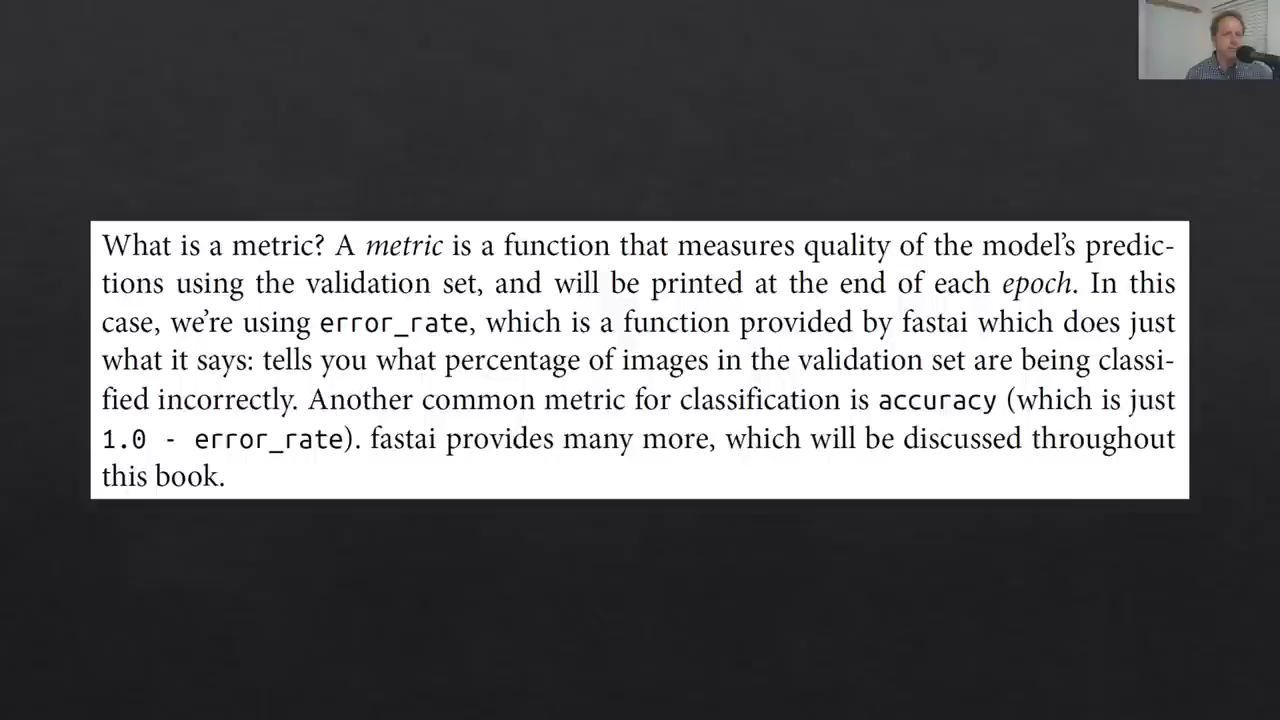 What is a metric? A metric is a function that measures quality of the model’s predic-
tions using the validation set, and will be printed at the end of each epoch. In this
case, we’re using error_rate, which is a function provided by fastai which does just
what it says: tells you what percentage of images in the validation set are being classi-
fied incorrectly. Another common metric for classification is accuracy (which is just
1.0 - error_rate). fastai provides many more, which will be discussed throughout
this book.